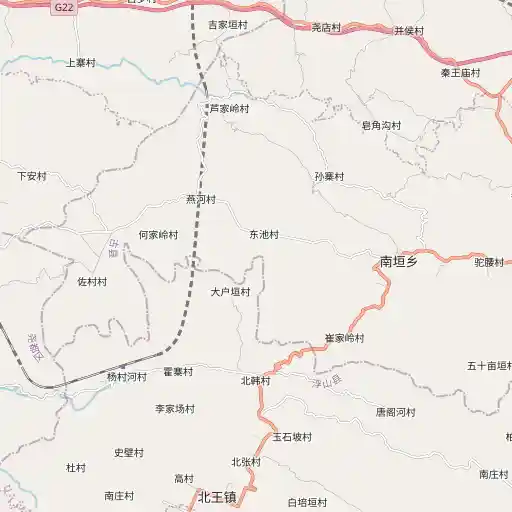 G22
吉家垣村
尧店村
并侯村
上寨村
秦王庙村
芦家岭村
皂角沟村
下安村
孙寨村
燕河村
何家岭村
古县
东池村
南垣乡
驼腰村
佐村村
大户垣村
崔家岭村
杨村河村
霍寨村
北韩村
五十亩垣村
李家场村
唐阁河村
玉石坡村
史壁村
杜村
北张村
高村
南庄村
南庄村
北王镇
白培垣村